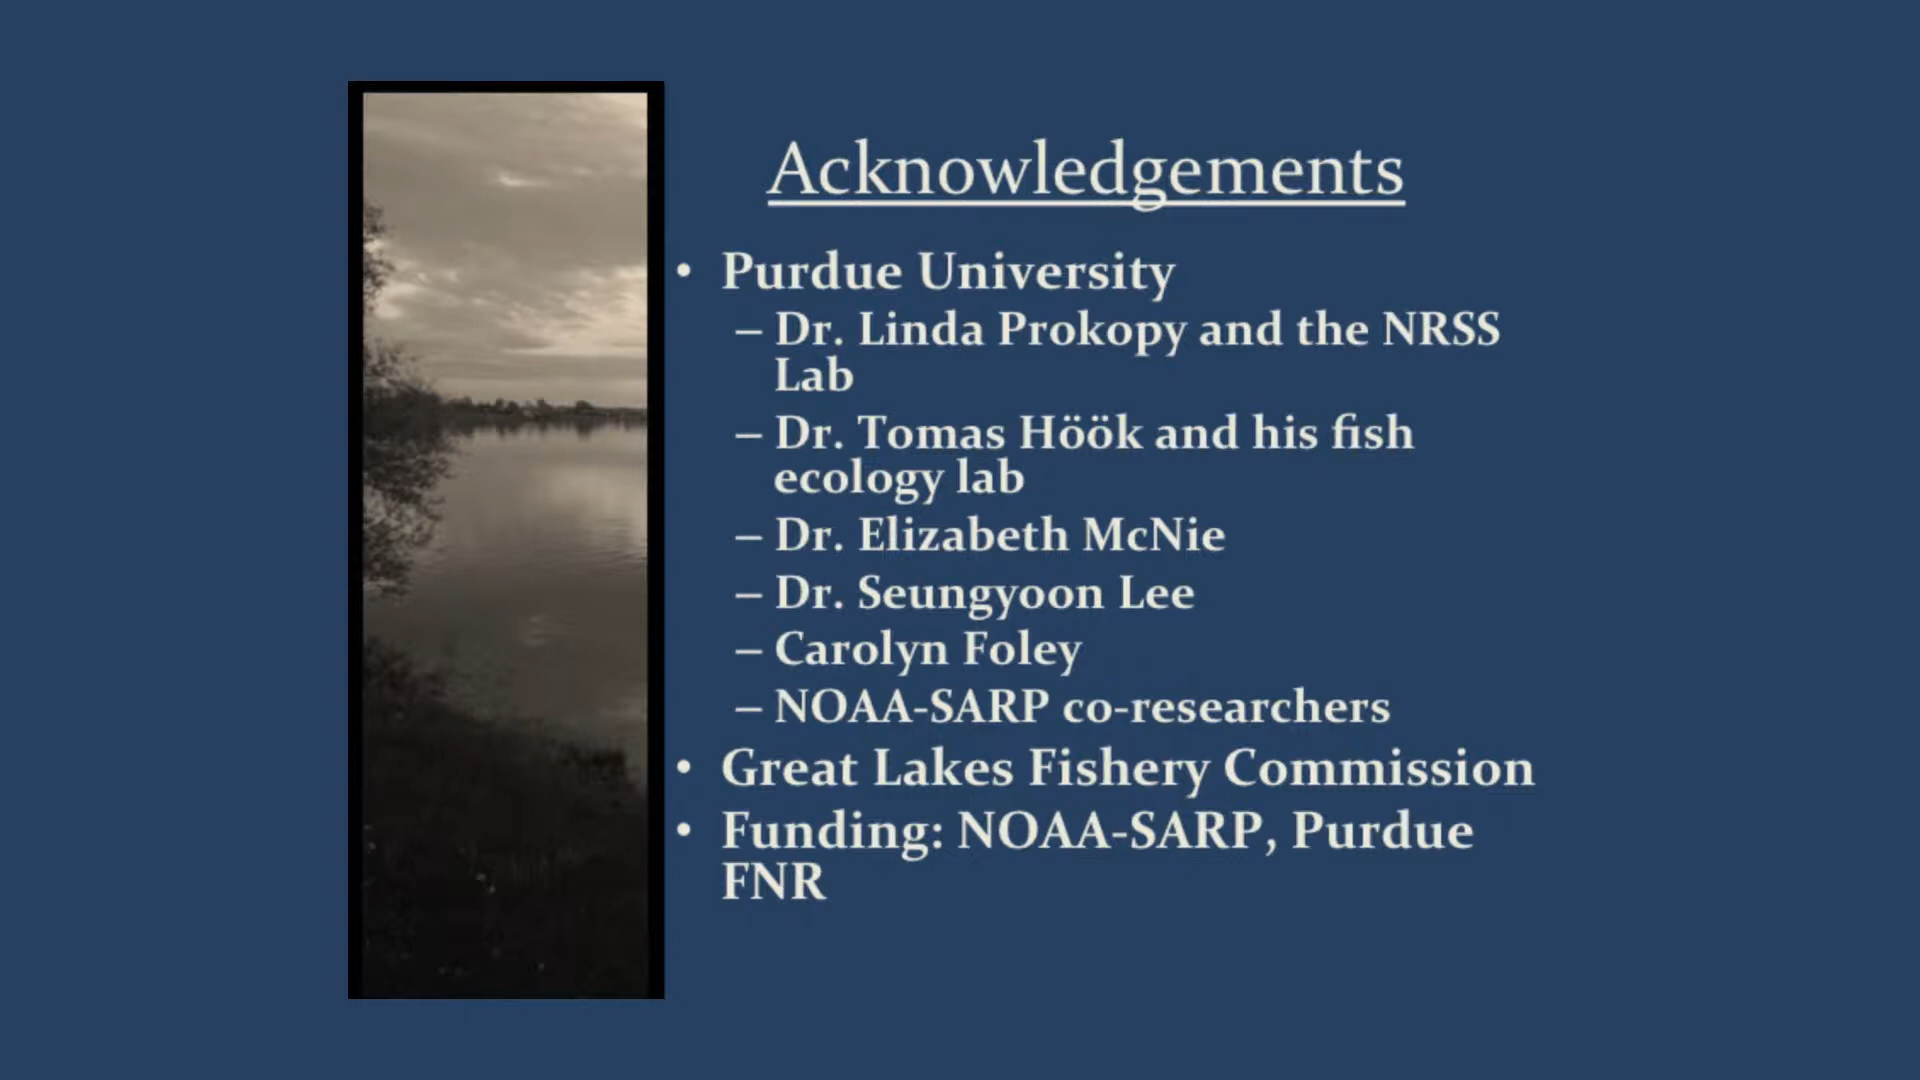 Acknowledgements
• Purdue University
– Dr. Linda Prokopy and the NRSS
Lab
– Dr. Tomas Höök and his fish
ecology lab
– Dr. Elizabeth McNie
– Dr. Seungyoon Lee
– Carolyn Foley
– NOAA-SARP co-researchers
• Great Lakes Fishery Commission
• Funding: NOAA-SARP, Purdue
FNR